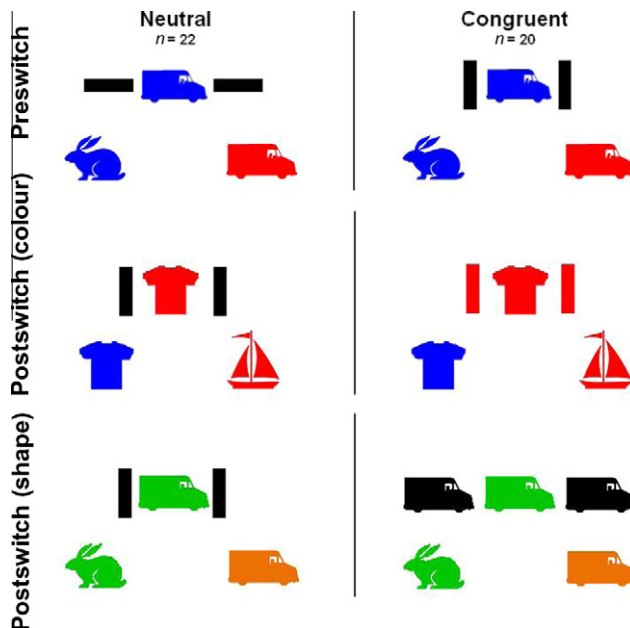 Neutral
n = 22
Congruent
n = 20
Preswitch
Postswitch (colour)
Postswitch (shape)